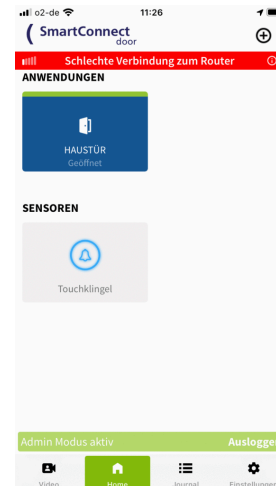 o2-de 11:26
SmartConnect
door
Schlechte Verbindung zum Router
ANWENDUNGEN
HAUSTÜR
Geöffnet
SENSOREN
Touchklingel
Admin Modus aktiv Auslogge
Video Home Journal Einstellungen